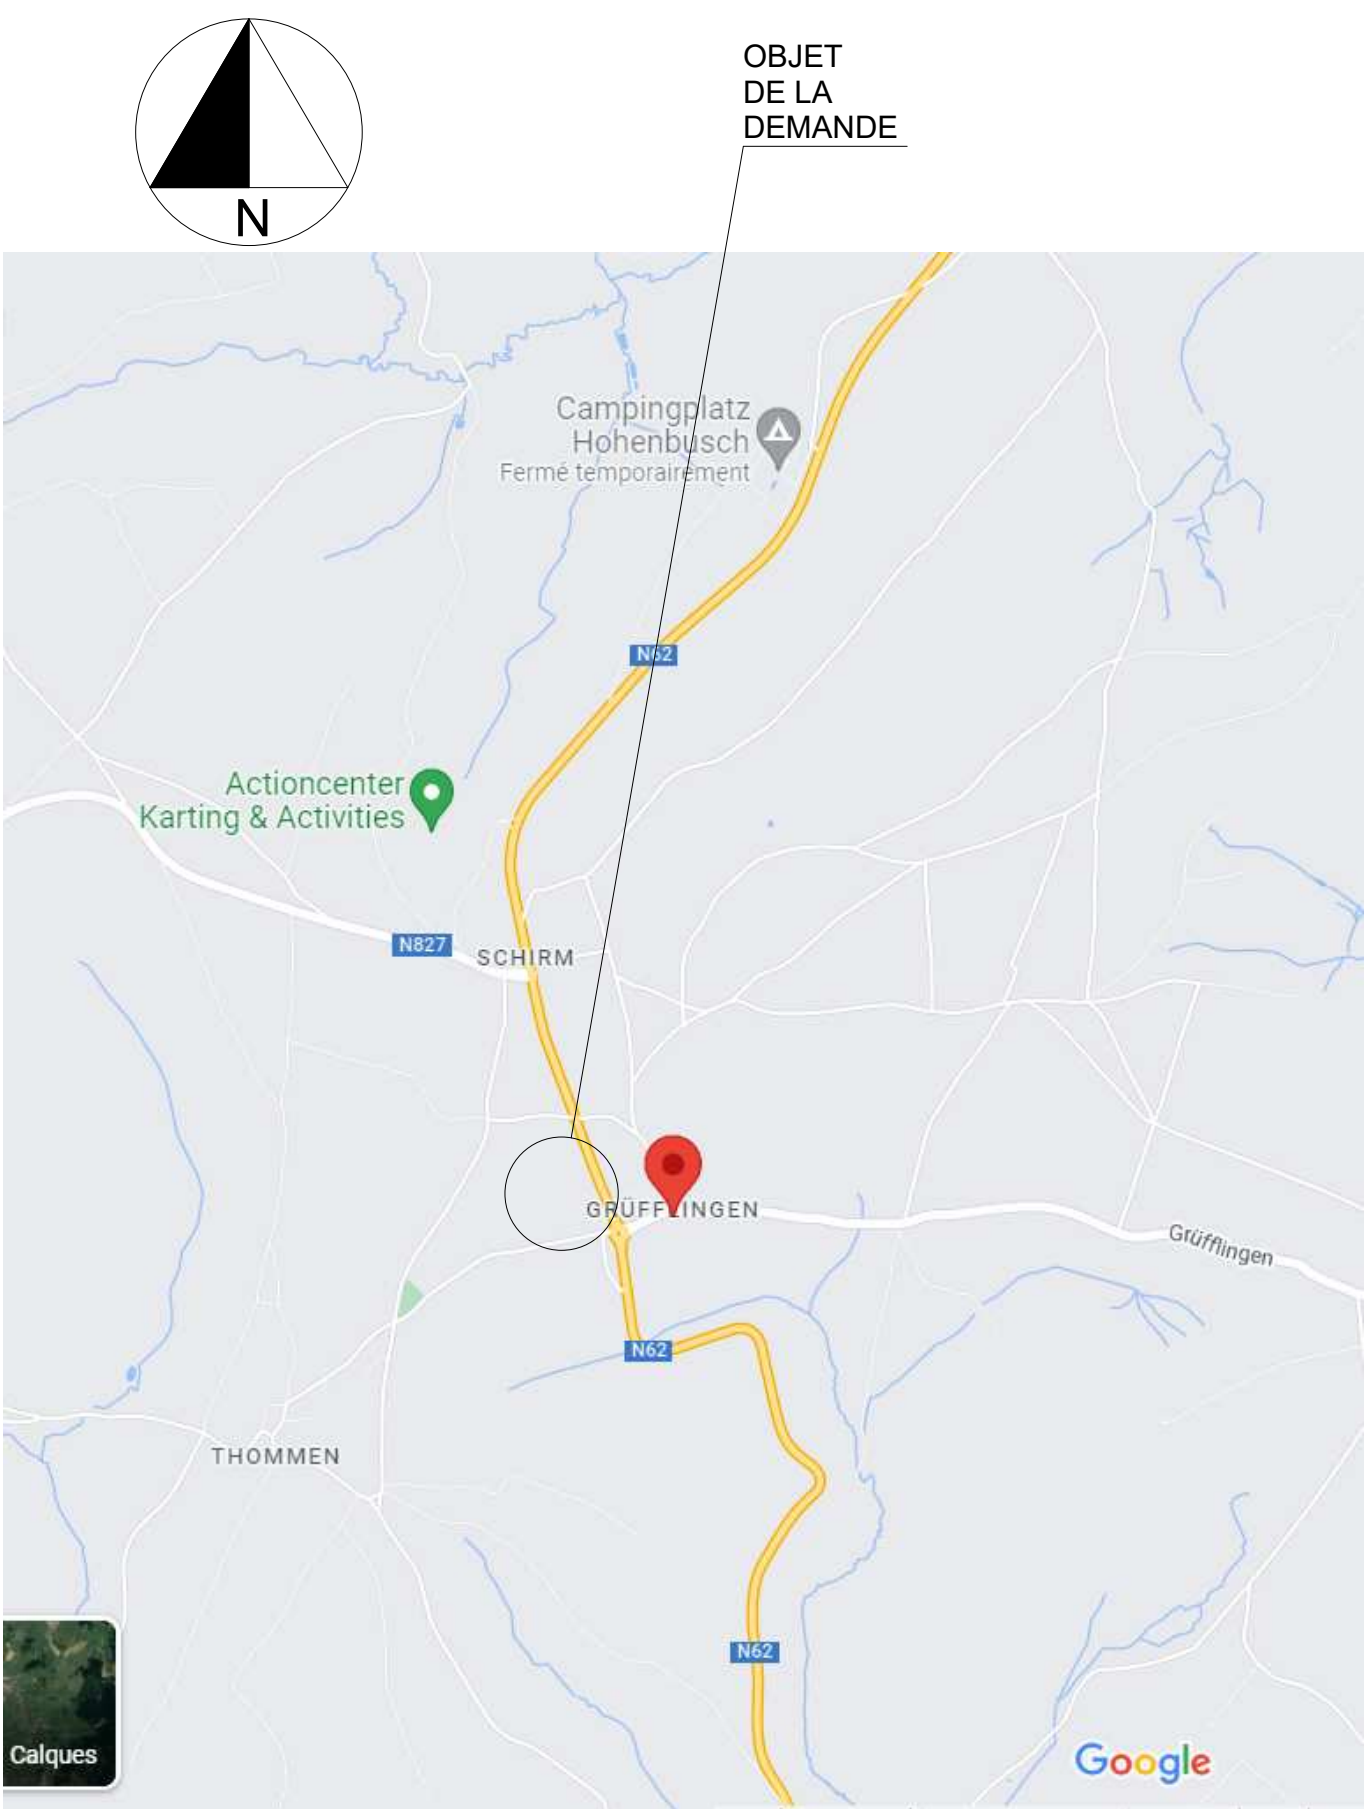 OBJET
DE LA
DEMANDE
N
Campingplatz
Hohenbusch
Fermé temporairement
N62
Actioncenter
Karting & Activities
N827
SCHIRM
GRÜFFLINGEN
Grüfflingen
N62
THOMMEN
N62
Calques
Google